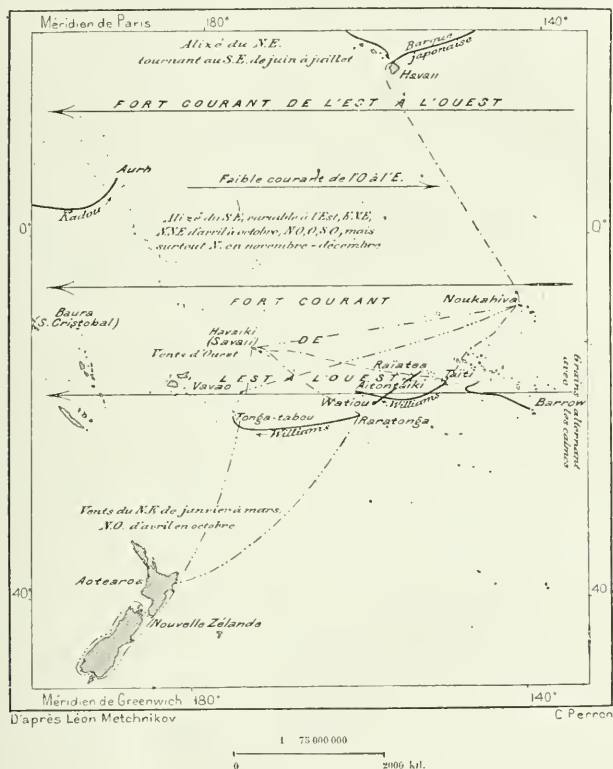 Méridien de Paris 180° 140°
Alizé du N.E.
tournant au S.E. de juin à juillet
Barque
japonaise
Havaii
FORT COURANT DE L'EST À L'OUEST
Aurh
Kadou
Faible courant de l'O à l'E.
0° 0°
Alizé du S.E, variable à l'Est, E.N.E,
N.N.E d'avril à octobre, N.O, O, S.O, mais
surtout N. en novembre - décembre
FORT COURANT
Noukahiva
Baura
(S. Cristobal)
Havaïki
(Savaii)
DE
Vents d'Ouest
Raïatea
Taïti
Grains alternant
avec les calmes
Vavao
L'EST À L'OUEST
Aïtongaïki
Watiou
Williams
Barrow
Tonga-tabou
Williams
Raratonga
Vents du N.E de janvier à mars.
N.O. d'avril en octobre
Aotearoa
40° 40°
Nouvelle Zélande
Méridien de Greenwich 180° 140°
D'après Léon Metchnikov C. Perron
1 75 000 000
0 2000 kil.